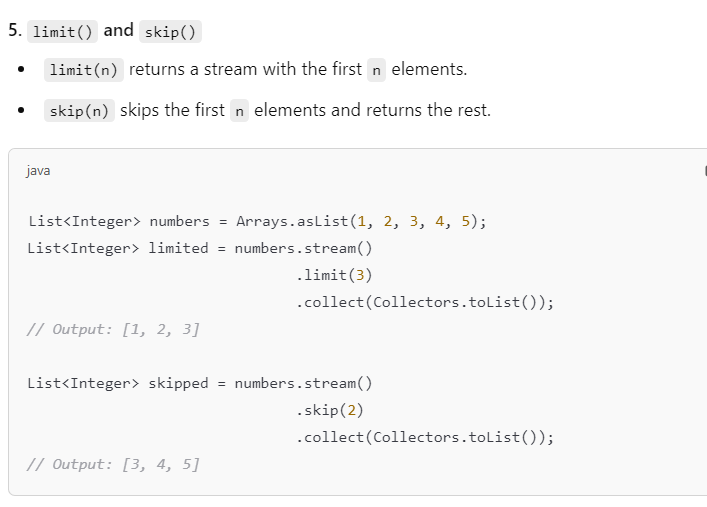 5. limit() and skip()
• limit(n) returns a stream with the first n elements.
• skip(n) skips the first n elements and returns the rest.
java
List<Integer> numbers = Arrays.asList(1, 2, 3, 4, 5);
List<Integer> limited = numbers.stream()
                               .limit(3)
                               .collect(Collectors.toList());
// Output: [1, 2, 3]
List<Integer> skipped = numbers.stream()
                               .skip(2)
                               .collect(Collectors.toList());
// Output: [3, 4, 5]